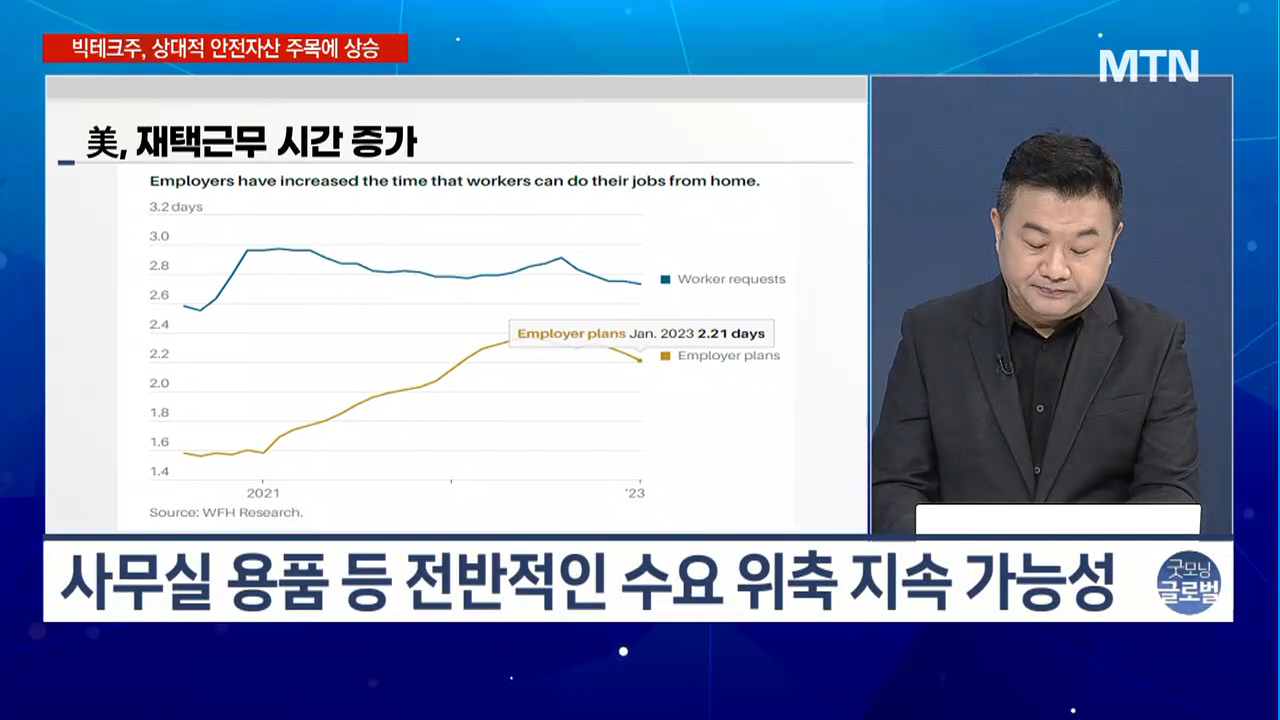 빅테크주, 상대적 안전자산 주목에 상승
MTN
美, 재택근무 시간 증가
Employers have increased the time that workers can do their jobs from home.
3.2 days
3.0
2.8
2.6
2.4
2.2
2.0
1.8
1.6
1.4
Worker requests
Employer plans Jan. 2023 2.21 days
Employer plans
2021
'23
Source: WFH Research.
사무실 용품 등 전반적인 수요 위축 지속 가능성
굿모닝
글로벌